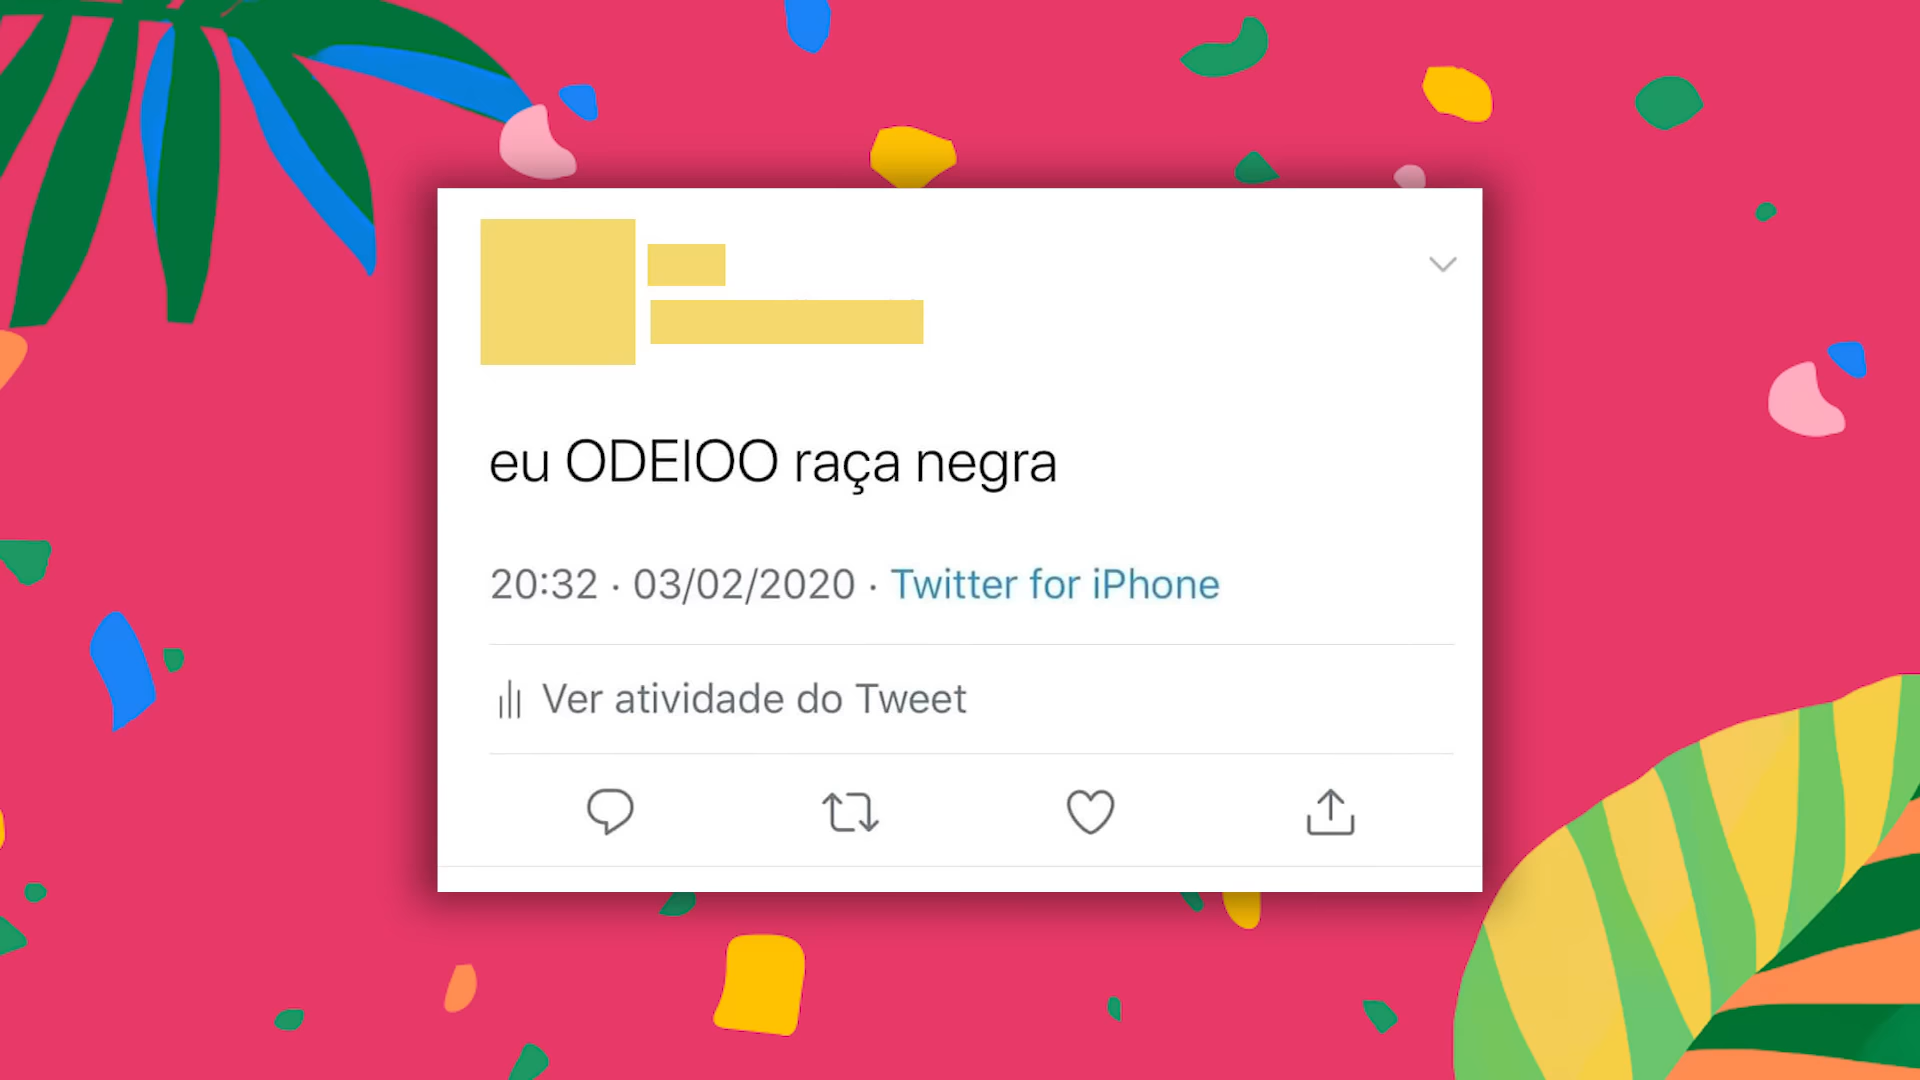 eu ODEIOO raça negra
20:32 · 03/02/2020 · Twitter for iPhone
Ver atividade do Tweet